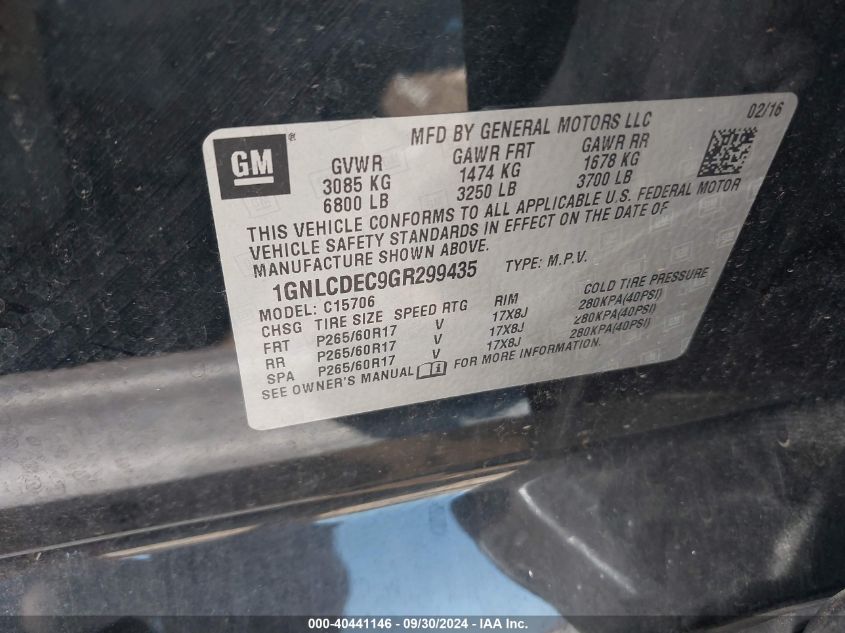 02/16
MFD BY GENERAL MOTORS LLC
GM®
GVWR GAWR FRT GAWR RR
3085 KG 1474 KG 1678 KG
6800 LB 3250 LB 3700 LB
THIS VEHICLE CONFORMS TO ALL APPLICABLE U.S. FEDERAL MOTOR
VEHICLE SAFETY STANDARDS IN EFFECT ON THE DATE OF
MANUFACTURE SHOWN ABOVE.
1GNLCDEC9GR299435 TYPE: M.P.V.
MODEL: C15706
CHSG TIRE SIZE SPEED RTG RIM COLD TIRE PRESSURE
FRT P265/60R17 V 17X8J 280KPA(40PSI)
RR P265/60R17 V 17X8J 280KPA(40PSI)
SPA P265/60R17 V 17X8J 280KPA(40PSI)
SEE OWNER'S MANUAL FOR MORE INFORMATION.
000-40441146 - 09/30/2024 - IAA Inc.